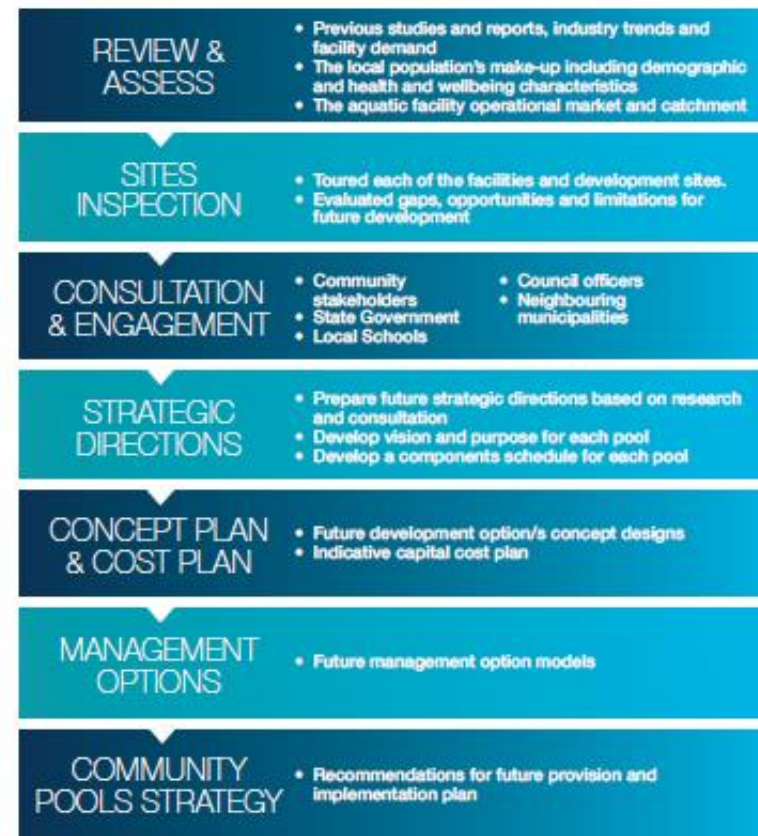 REVIEW &
ASSESS
• Previous studies and reports, industry trends and
facility demand
• The local population's make-up including demographic
and health and wellbeing characteristics
• The aquatic facility operational market and catchment
SITES
INSPECTION
• Toured each of the facilities and development sites.
• Evaluated gaps, opportunities and limitations for
future development
CONSULTATION
& ENGAGEMENT
• Community
stakeholders
• State Government
• Local Schools
• Council officers
• Neighbouring
municipalities
STRATEGIC
DIRECTIONS
• Prepare future strategic directions based on research
and consultation
• Develop vision and purpose for each pool
• Develop a components schedule for each pool
CONCEPT PLAN
& COST PLAN
• Future development option/s concept designs
• Indicative capital cost plan
MANAGEMENT
OPTIONS
• Future management option models
COMMUNITY
POOLS STRATEGY
• Recommendations for future provision and
implementation plan